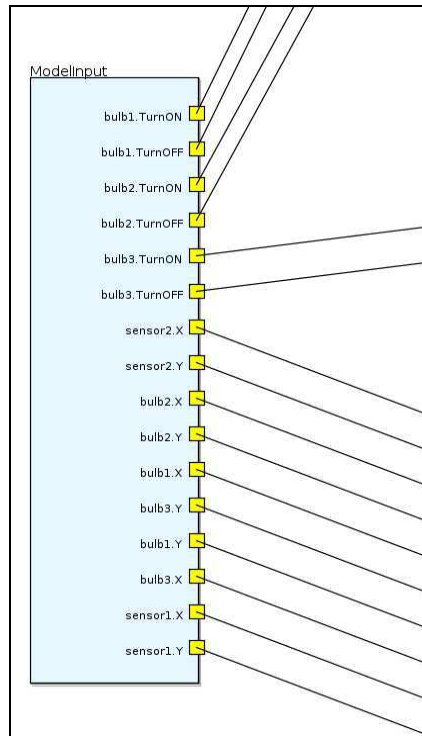 ModelInput
bulb1.TurnON
bulb1.TurnOFF
bulb2.TurnON
bulb2.TurnOFF
bulb3.TurnON
bulb3.TurnOFF
sensor2.X
sensor2.Y
bulb2.X
bulb2.Y
bulb1.X
bulb3.Y
bulb1.Y
bulb3.X
sensor1.X
sensor1.Y